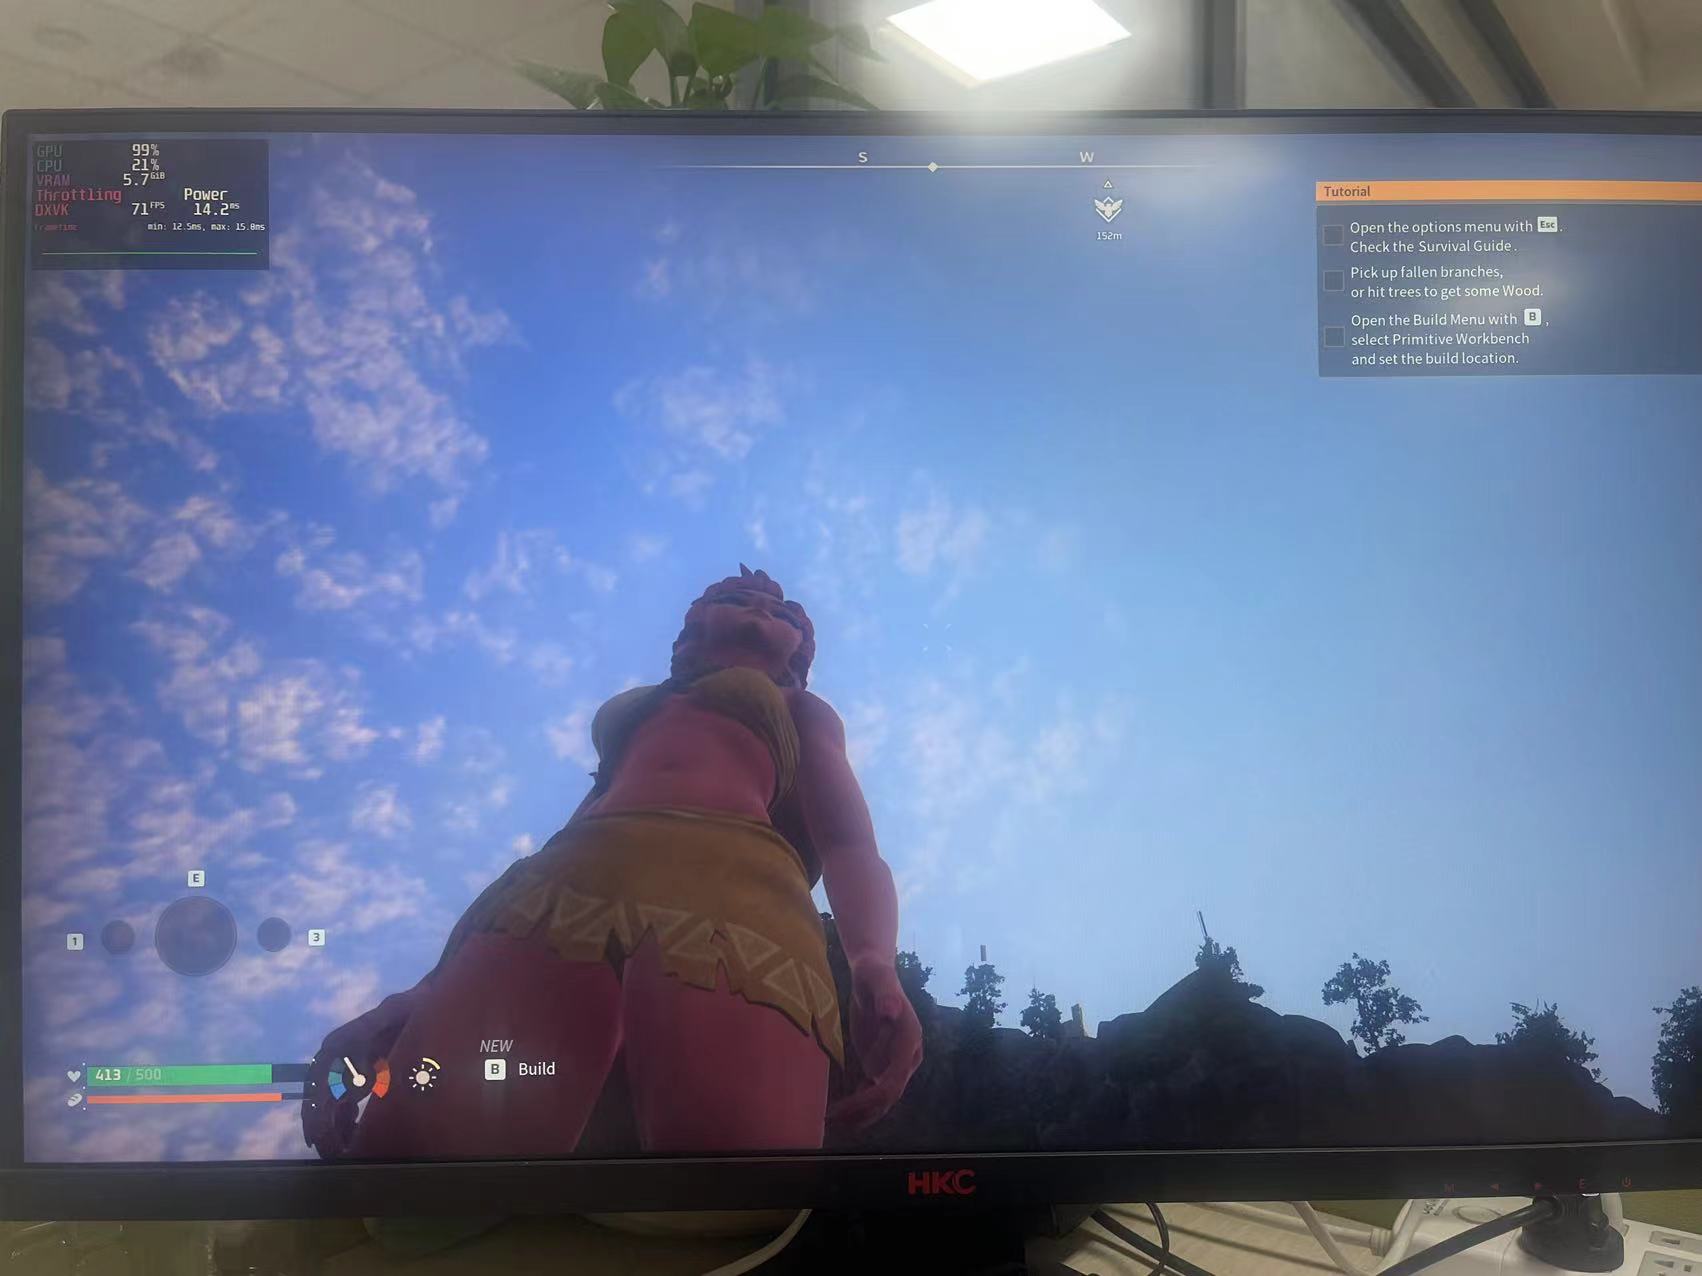 GPU 99%
CPU 21%
VRAM 5.7GiB
Throttling Power
DXVK 71FPS 14.2ms
Frametime min: 12.5ms, max: 15.8ms
S W
152m
Tutorial
Open the options menu with Esc.
Check the Survival Guide.
Pick up fallen branches,
or hit trees to get some Wood.
Open the Build Menu with B,
select Primitive Workbench
and set the build location.
E
1 3
NEW
B Build
413 / 500
HKC